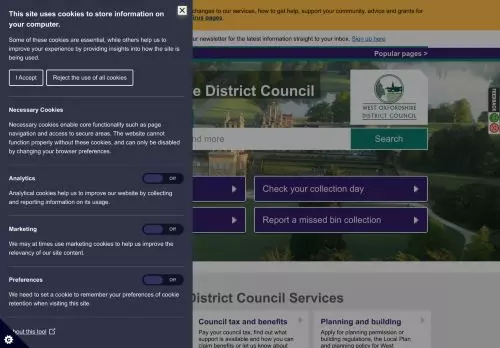 This site uses cookies to store information on
your computer.
Some of these cookies are essential, while others help us to
improve your experience by providing insights into how the site is
being used.
I Accept
Reject the use of all cookies
Necessary Cookies
Necessary cookies enable core functionality such as page
navigation and access to secure areas. The website cannot
function properly without these cookies, and can only be disabled
by changing your browser preferences.
Analytics
Off
Analytical cookies help us to improve our website by collecting
and reporting information on its usage.
Marketing
Off
We may at times use marketing cookies to help us improve the
relevancy of our site content.
Preferences
Off
We need to set a cookie to remember your preferences of cookie
retention when visiting this site.
About this tool
changes to our services, how to get help, support your community, advice and grants for
pages.
our newsletter for the latest information straight to your inbox. Sign up here
Popular pages >
e District Council
WEST OXFORDSHIRE
DISTRICT COUNCIL
nd more
Search
Check your collection day
Report a missed bin collection
District Council Services
Council tax and benefits
Pay your council tax, find out what
support is available and how you
can claim benefits or let us know about
Planning and building
Apply for planning permission or
building regulations, the Local Plan
and planning policy for West